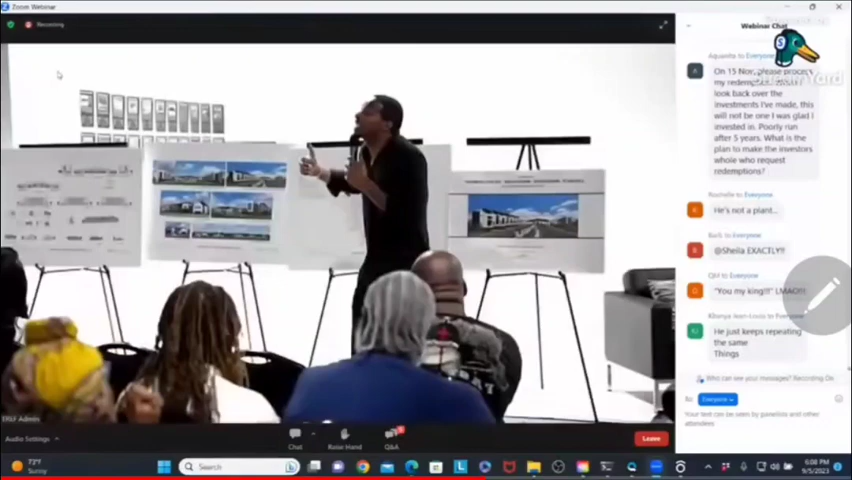 Zoom Webinar
Recording
Webinar Chat
Aquanita to Everyone
On 15 Nov, please process
my redemption.
look back over the
investments I've made, this
will not be one I was glad I
invested in. Poorly run
after 5 years. What is the
plan to make the investors
whole who request
redemptions?
Rochelle to Everyone
He's not a plant...
to Everyone
@Sheila EXACTLY!!
QM to Everyone
"You my king!!!" LMAO!!!
Jean-Louis to Everyone
He just keeps repeating
the same
Things
Who can see your messages? Recording On
To: Everyone
Your text can be seen by panelists and other
attendees
Audio Settings
Chat
Raise Hand
Q&A
Leave
73°F
Sunny
Search
6:08 PM
9/5/2023